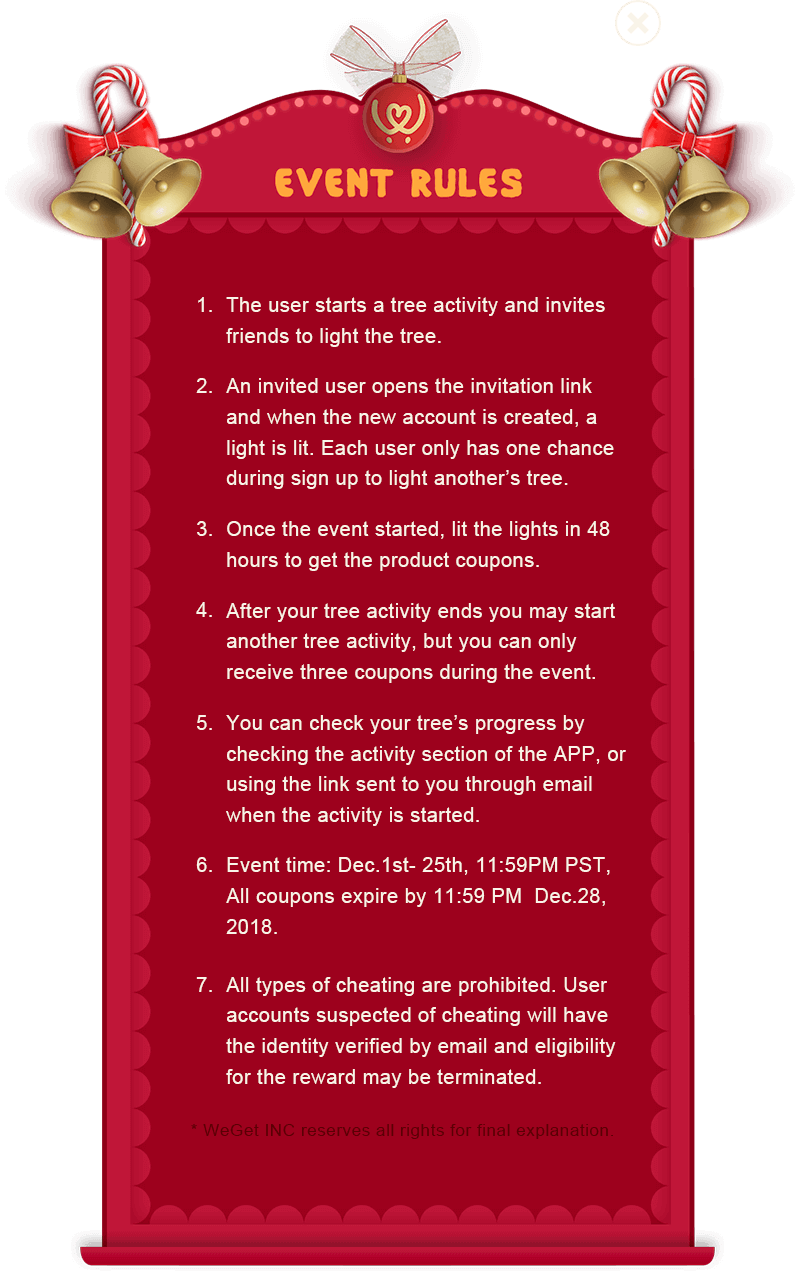 EVENT RULES
1. The user starts a tree activity and invites
friends to light the tree.
2. An invited user opens the invitation link
and when the new account is created, a
light is lit. Each user only has one chance
during sign up to light another’s tree.
3. Once the event started, lit the lights in 48
hours to get the product coupons.
4. After your tree activity ends you may start
another tree activity, but you can only
receive three coupons during the event.
5. You can check your tree’s progress by
checking the activity section of the APP, or
using the link sent to you through email
when the activity is started.
6. Event time: Dec.1st- 25th, 11:59PM PST,
All coupons expire by 11:59 PM  Dec.28,
2018.
7. All types of cheating are prohibited. User
accounts suspected of cheating will have
the identity verified by email and eligibility
for the reward may be terminated.
* WeGet INC reserves all rights for final explanation.